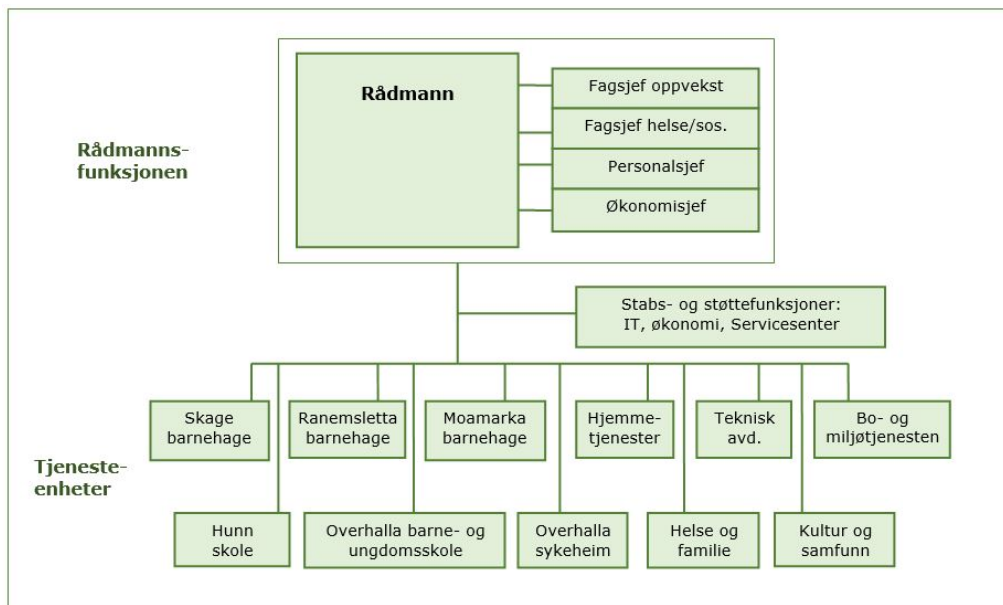 Rådmann
Fagsjef oppvekst
Fagsjef helse/sos.
Personalsjef
Økonomisjef
Rådmanns-
funksjonen
Stabs- og støttefunksjoner:
IT, økonomi, Servicesenter
Skage
barnehage
Ranemsletta
barnehage
Moamarka
barnehage
Hjemme-
tjenester
Teknisk
avd.
Bo- og
miljøtjenesten
Tjeneste-
enheter
Hunn
skole
Overhalla barne- og
ungdomsskole
Overhalla
sykeheim
Helse og
familie
Kultur og
samfunn